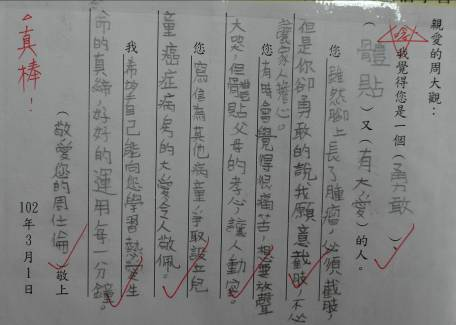 親愛的周大觀：
我覺得您是一個（勇敢）
（體貼）又（有大愛）的人。
您雖然腳上長了腫瘤，必須截肢，
但是你卻勇敢的說，我願意截肢，不必
讓家人擔心。
您有時會覺得很痛苦，想要放聲
大哭，但體貼父母的孝心，讓人動容。
您寫信為其他病童，爭取設立兒
童癌症病房的大愛令人敬佩。
我希望自己能向您學習熱愛生
命的真締，好好的運用每一分鐘。
（敬愛您的周仕倫）敬上
102年3月1日
真棒！